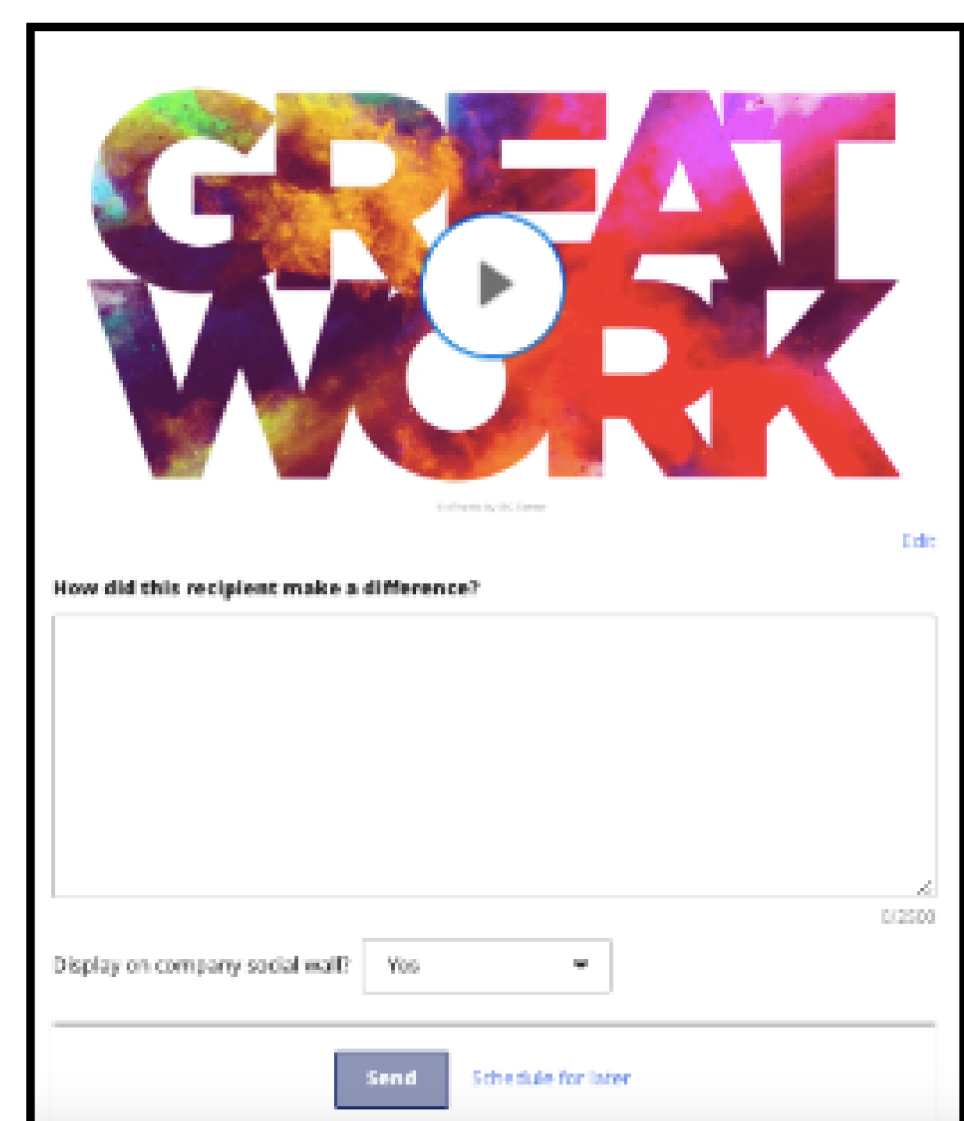 GREAT
WORK
Edit
How did this recipient make a difference?
0/2500
Display on company social wall? Yes
Send Schedule for later